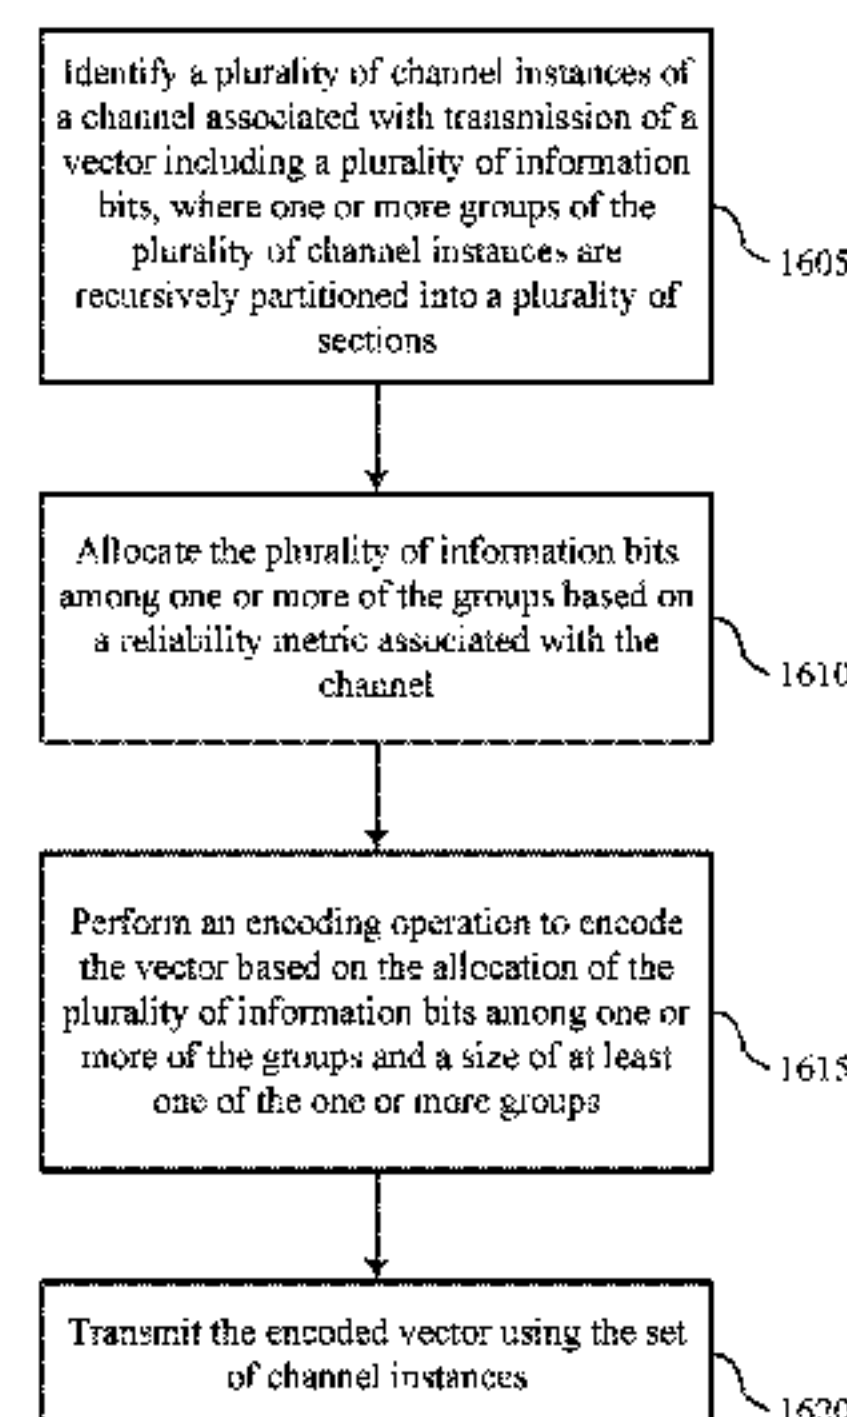 Identify a plurality of channel instances of
a channel associated with transmission of a
vector including a plurality of information
bits, where one or more groups of the
plurality of channel instances are
recursively partitioned into a plurality of
sections
1605
Allocate the plurality of information bits
among one or more of the groups based on
a reliability metric associated with the
channel
1610
Perform an encoding operation to encode
the vector based on the allocation of the
plurality of information bits among one or
more of the groups and a size of at least
one of the one or more groups
1615
Transmit the encoded vector using the set
of channel instances
1620